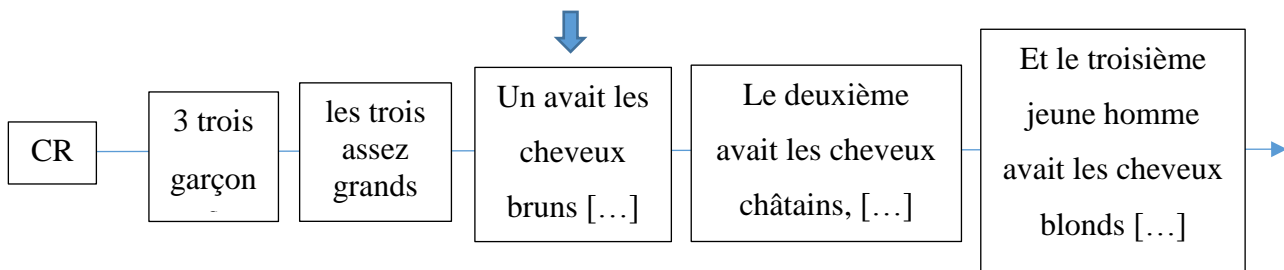 CR
3 trois
garçon
les trois
assez
grands
Un avait les
cheveux
bruns […]
Le deuxième
avait les cheveux
châtains, […]
Et le troisième
jeune homme
avait les cheveux
blonds […]